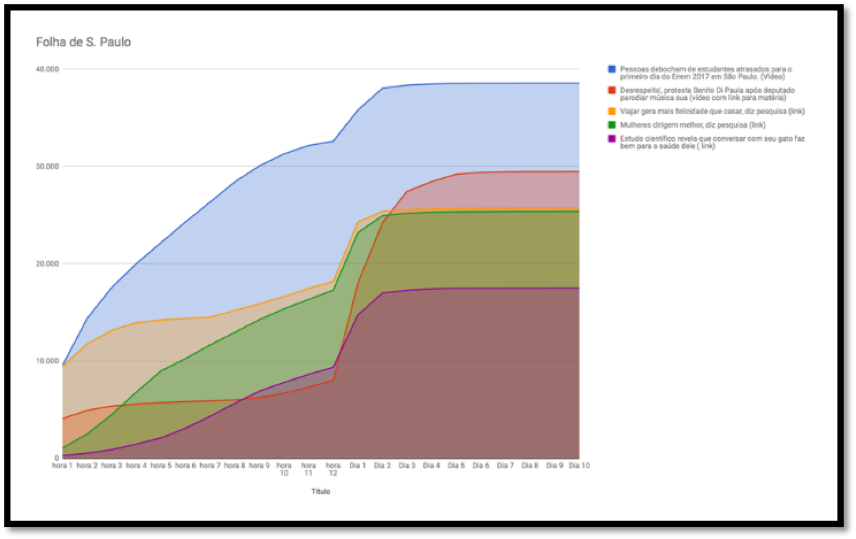 Folha de S. Paulo
40.000
30.000
20.000
10.000
0
hora 1 hora 2 hora 3 hora 4 hora 5 hora 6 hora 7 hora 8 hora 9 hora 10 hora 11 hora 12 Dia 1 Dia 2 Dia 3 Dia 4 Dia 5 Dia 6 Dia 7 Dia 8 Dia 9 Dia 10
Título
Pessoas debocham de estudantes atrasados para o
primeiro dia do Enem 2017 em São Paulo. (Vídeo)
Desrespeito', protesta Benito Di Paula após deputado
parodiar música sua (vídeo com link para matéria)
Viajar gera mais felicidade que casar, diz pesquisa (link)
Mulheres dirigem melhor, diz pesquisa (link)
Estudo científico revela que conversar com seu gato faz
bem para a saúde dele ( link)